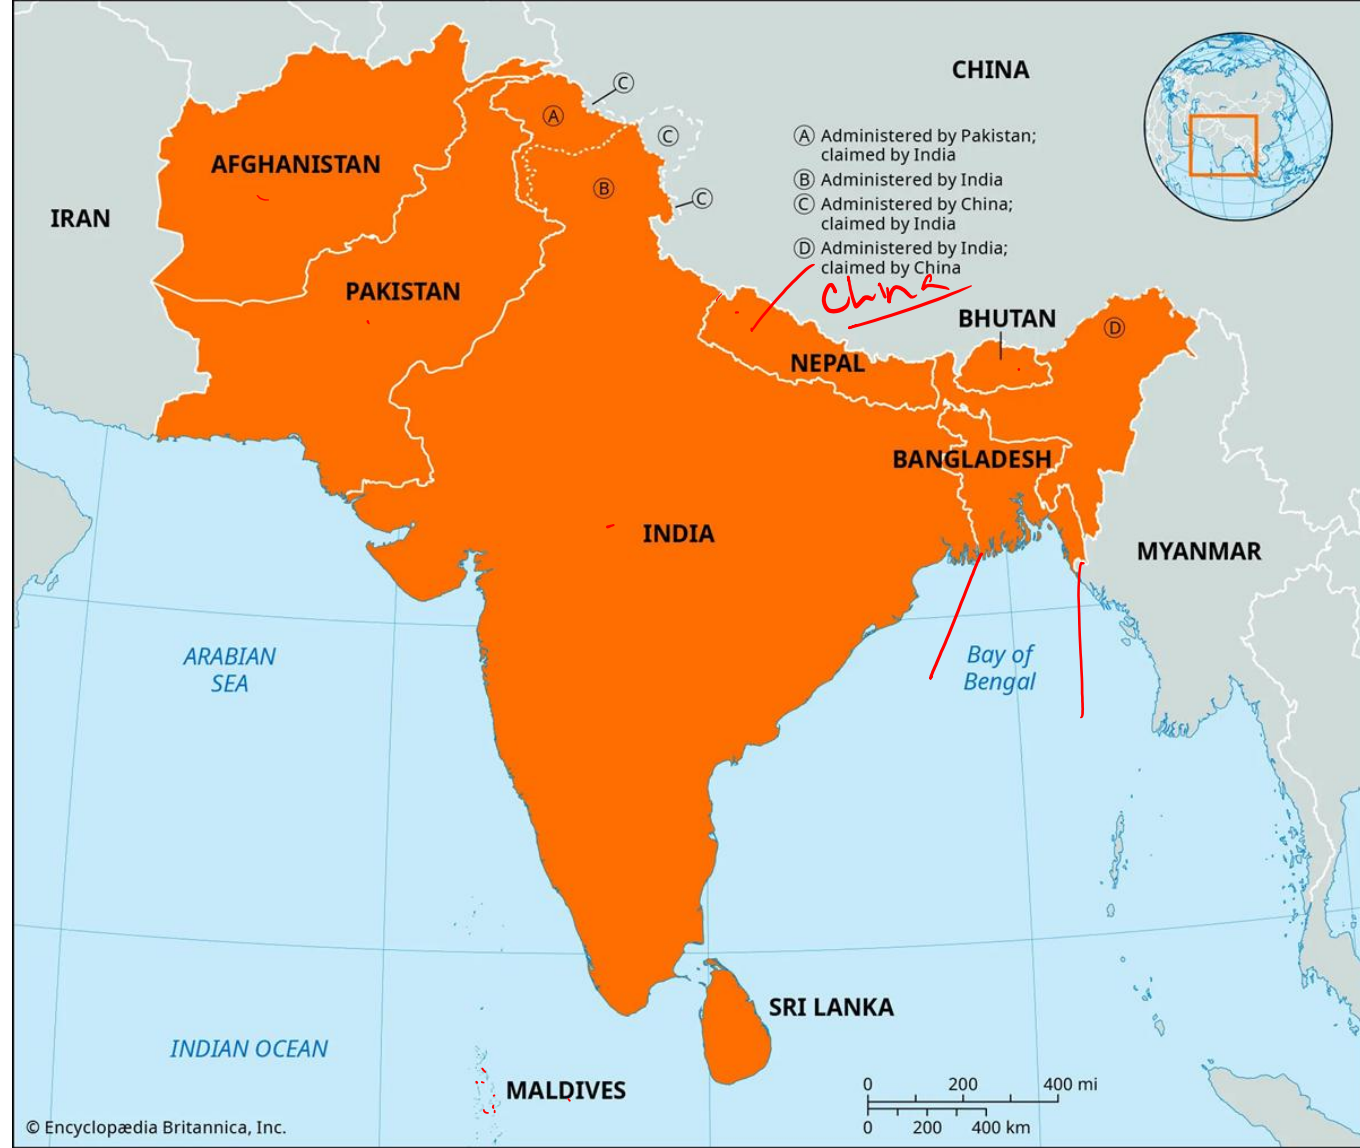 CHINA
Ⓒ
Ⓐ
Ⓒ
Ⓐ Administered by Pakistan;
claimed by India
AFGHANISTAN
Ⓑ
Ⓑ Administered by India
Ⓒ
Ⓒ Administered by China;
claimed by India
IRAN
Ⓓ Administered by India;
claimed by China
China
PAKISTAN
BHUTAN
Ⓓ
NEPAL
BANGLADESH
INDIA
MYANMAR
ARABIAN
SEA
Bay of
Bengal
SRI LANKA
INDIAN OCEAN
MALDIVES
0 200 400 mi
0 200 400 km
© Encyclopædia Britannica, Inc.